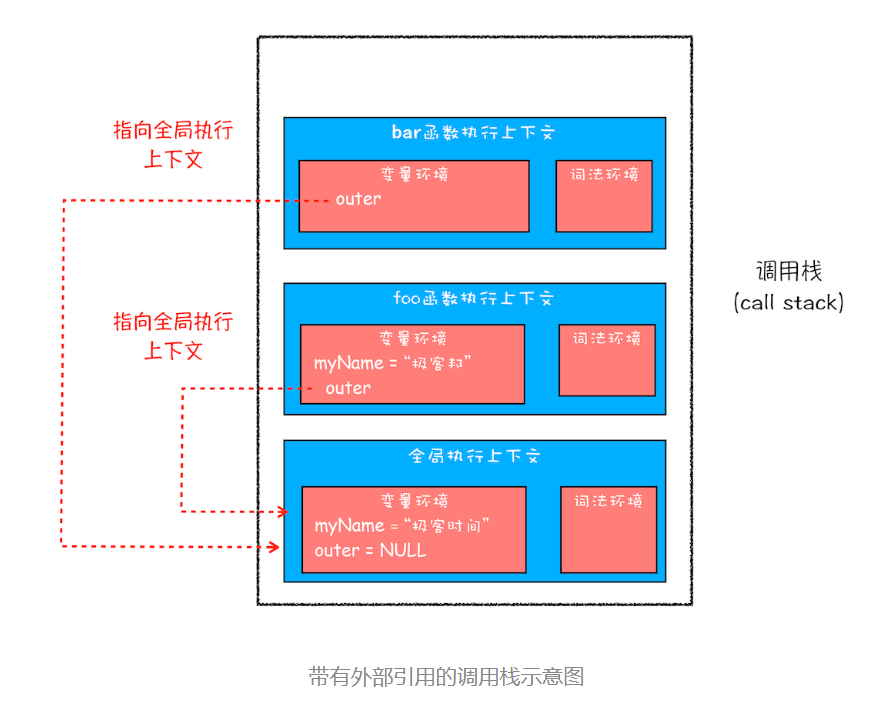 指向全局执行
上下文
bar函数执行上下文
变量环境
outer
词法环境
调用栈
(call stack)
指向全局执行
上下文
foo函数执行上下文
变量环境
myName = “极客邦”
outer
词法环境
全局执行上下文
变量环境
myName = “极客时间”
outer = NULL
词法环境
带有外部引用的调用栈示意图